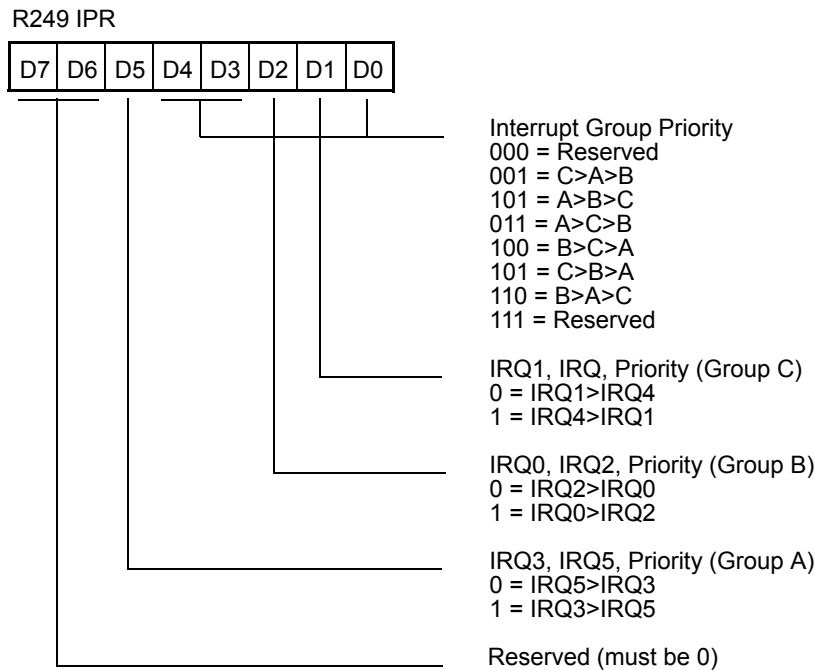 R249 IPR
D7 D6 D5 D4 D3 D2 D1 D0
Interrupt Group Priority
000 = Reserved
001 = C>A>B
101 = A>B>C
011 = A>C>B
100 = B>C>A
101 = C>B>A
110 = B>A>C
111 = Reserved
IRQ1, IRQ, Priority (Group C)
0 = IRQ1>IRQ4
1 = IRQ4>IRQ1
IRQ0, IRQ2, Priority (Group B)
0 = IRQ2>IRQ0
1 = IRQ0>IRQ2
IRQ3, IRQ5, Priority (Group A)
0 = IRQ5>IRQ3
1 = IRQ3>IRQ5
Reserved (must be 0)